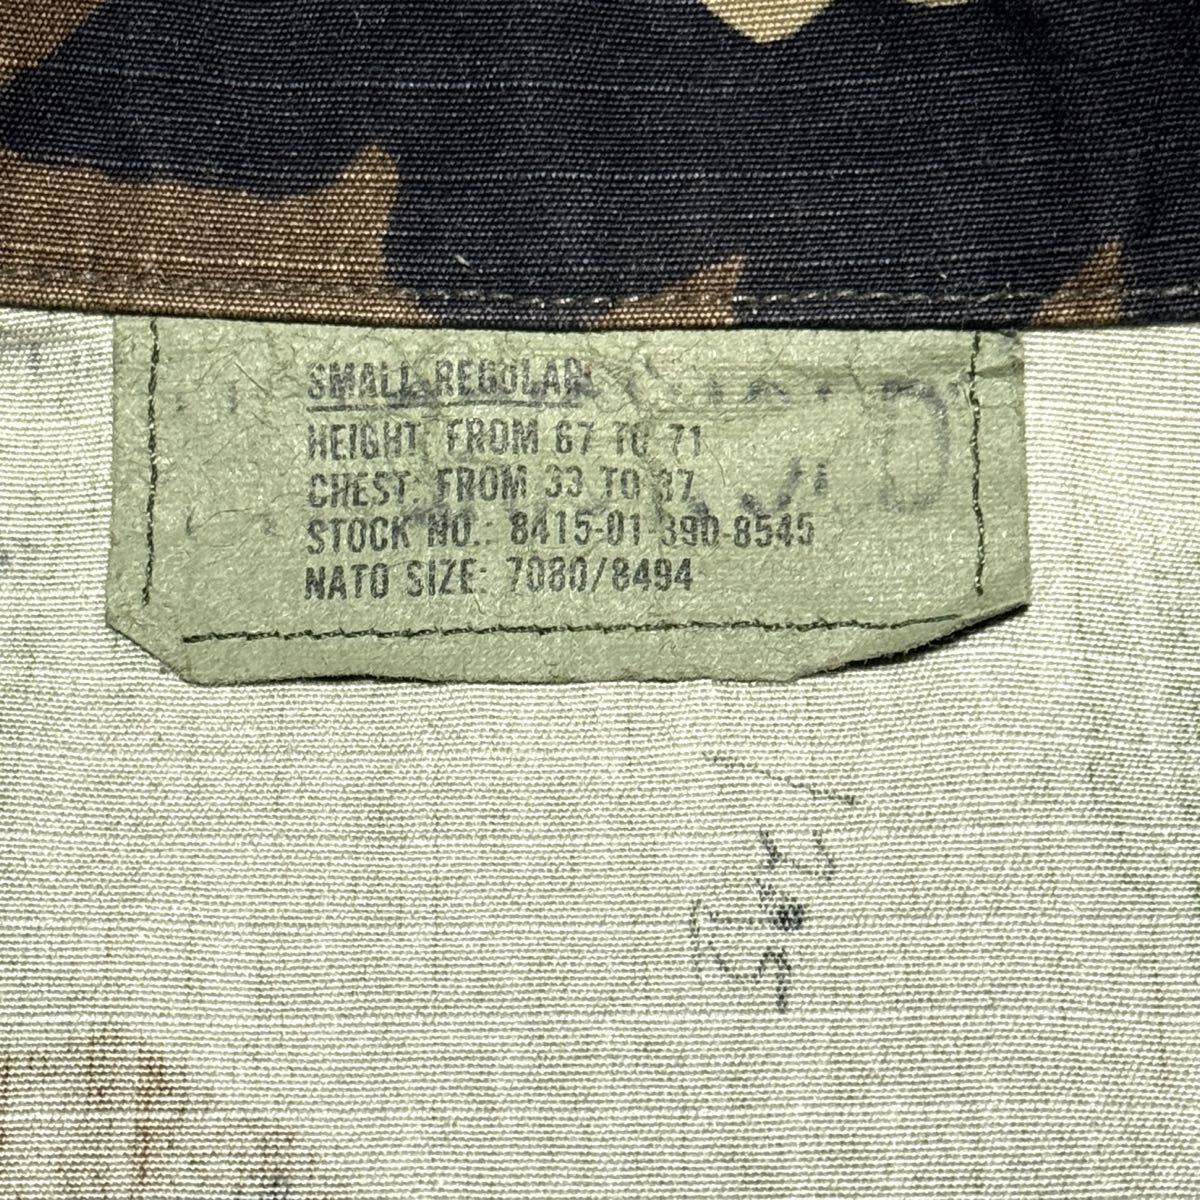 SMALL REGULAR
HEIGHT: FROM 67 TO 71
CHEST: FROM 33 TO 37
STOCK NO.: 8415-01-390-8545
NATO SIZE: 7080/8494